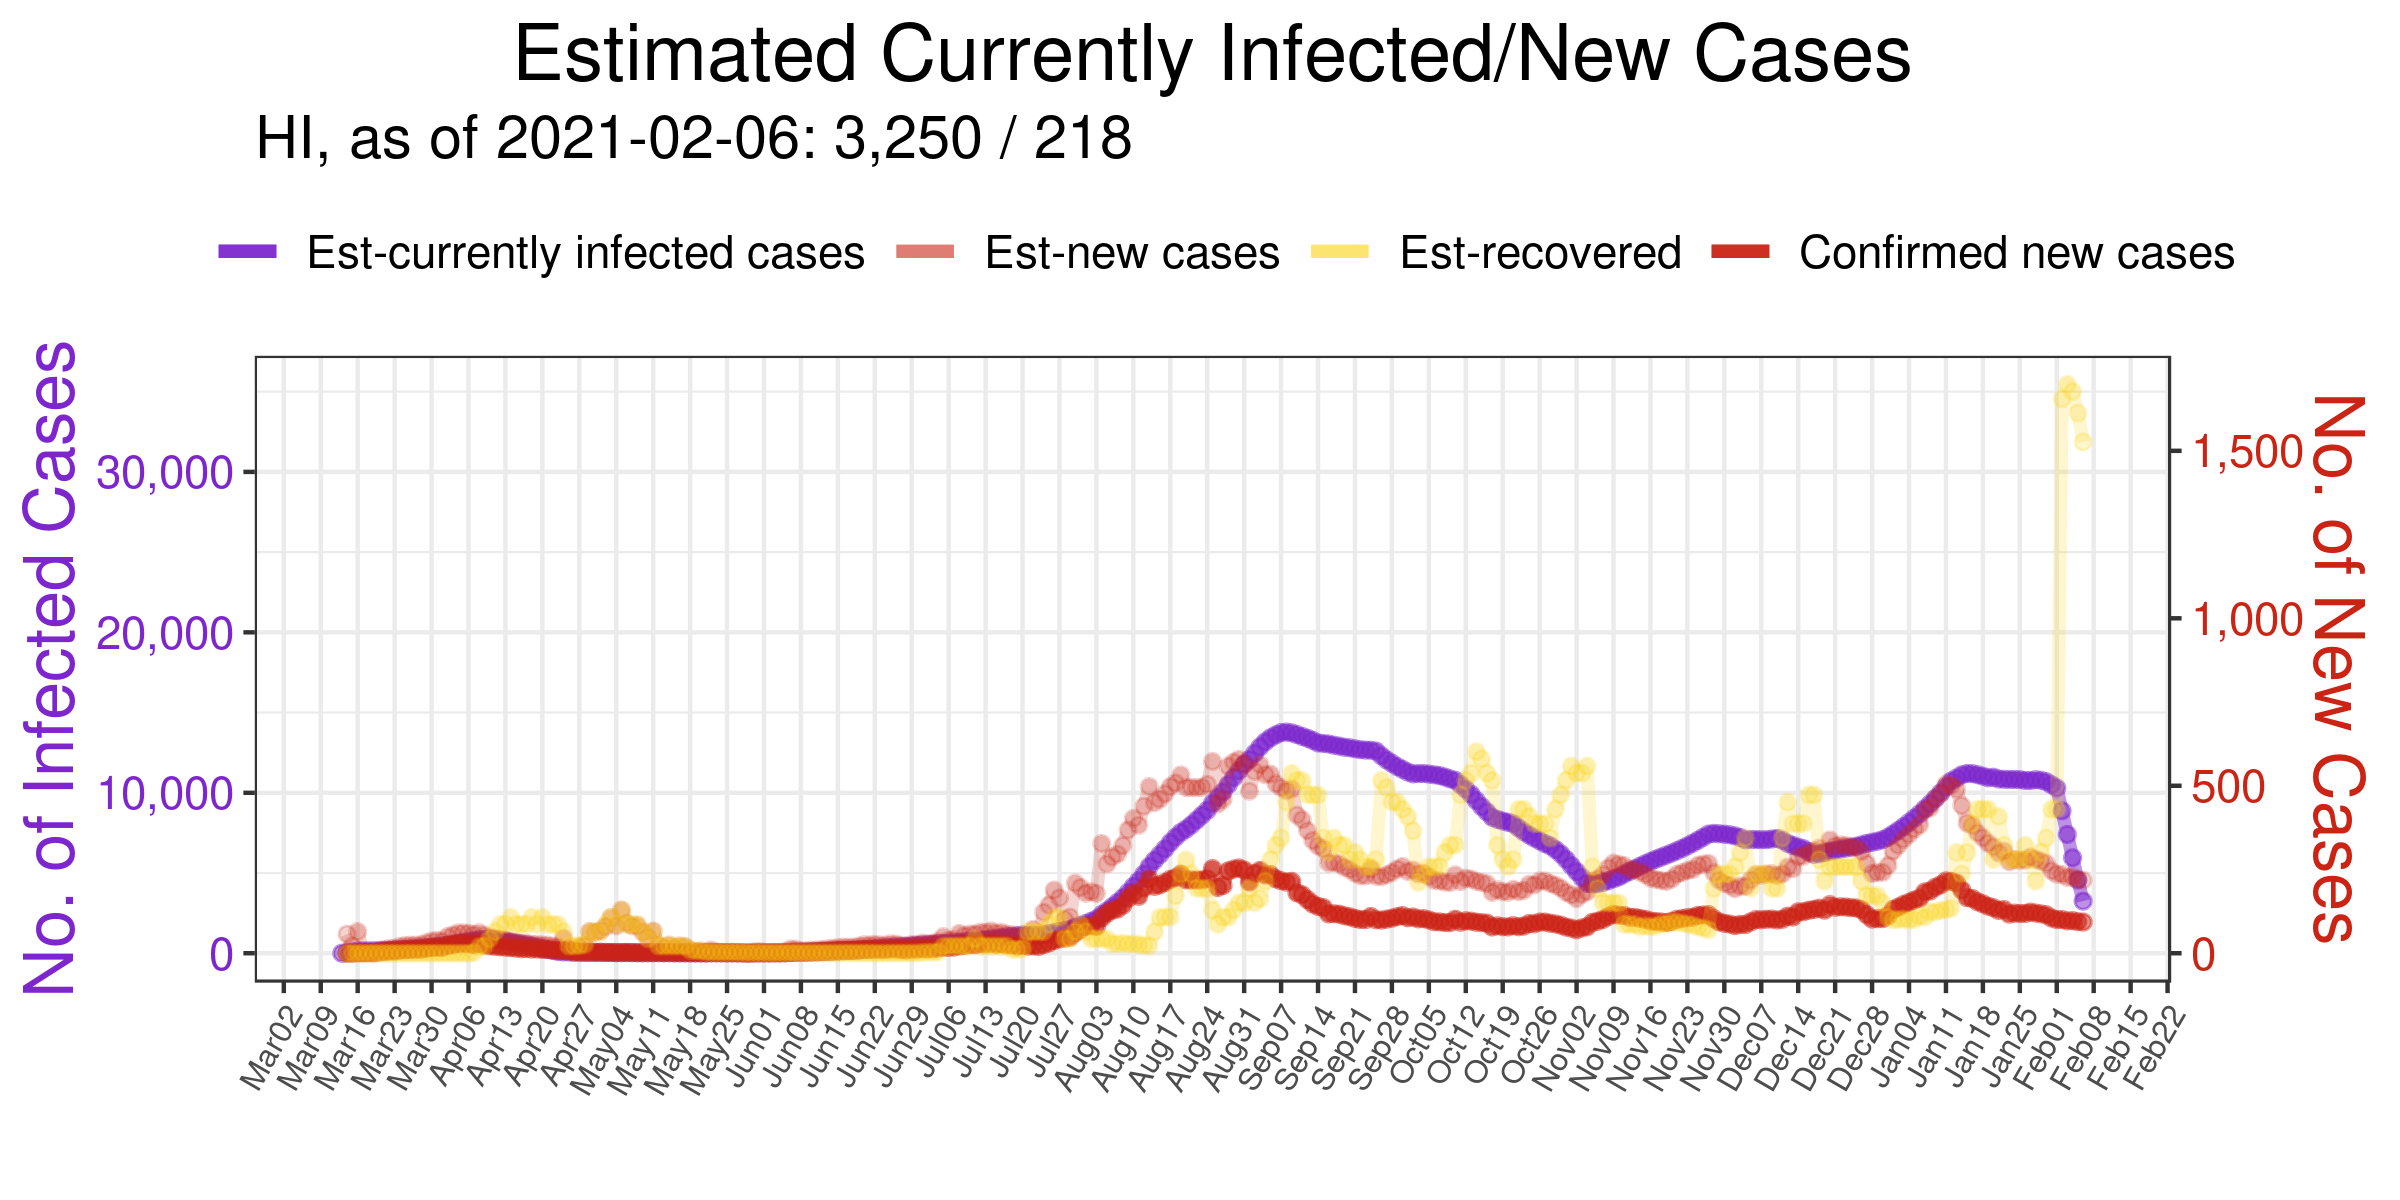 Estimated Currently Infected/New Cases
HI, as of 2021-02-06: 3,250 / 218
Est-currently infected cases Est-new cases Est-recovered Confirmed new cases
No. of Infected Cases
30,000
20,000
10,000
0
1,500
1,000
500
0
No. of New Cases
Mar02 Mar09 Mar16 Mar23 Mar30 Apr06 Apr13 Apr20 Apr27 May04 May11 May18 May25 Jun01 Jun08 Jun15 Jun22 Jun29 Jul06 Jul13 Jul20 Jul27 Aug03 Aug10 Aug17 Aug24 Aug31 Sep07 Sep14 Sep21 Sep28 Oct05 Oct12 Oct19 Oct26 Nov02 Nov09 Nov16 Nov23 Nov30 Dec07 Dec14 Dec21 Dec28 Jan04 Jan11 Jan18 Jan25 Feb01 Feb08 Feb15 Feb22